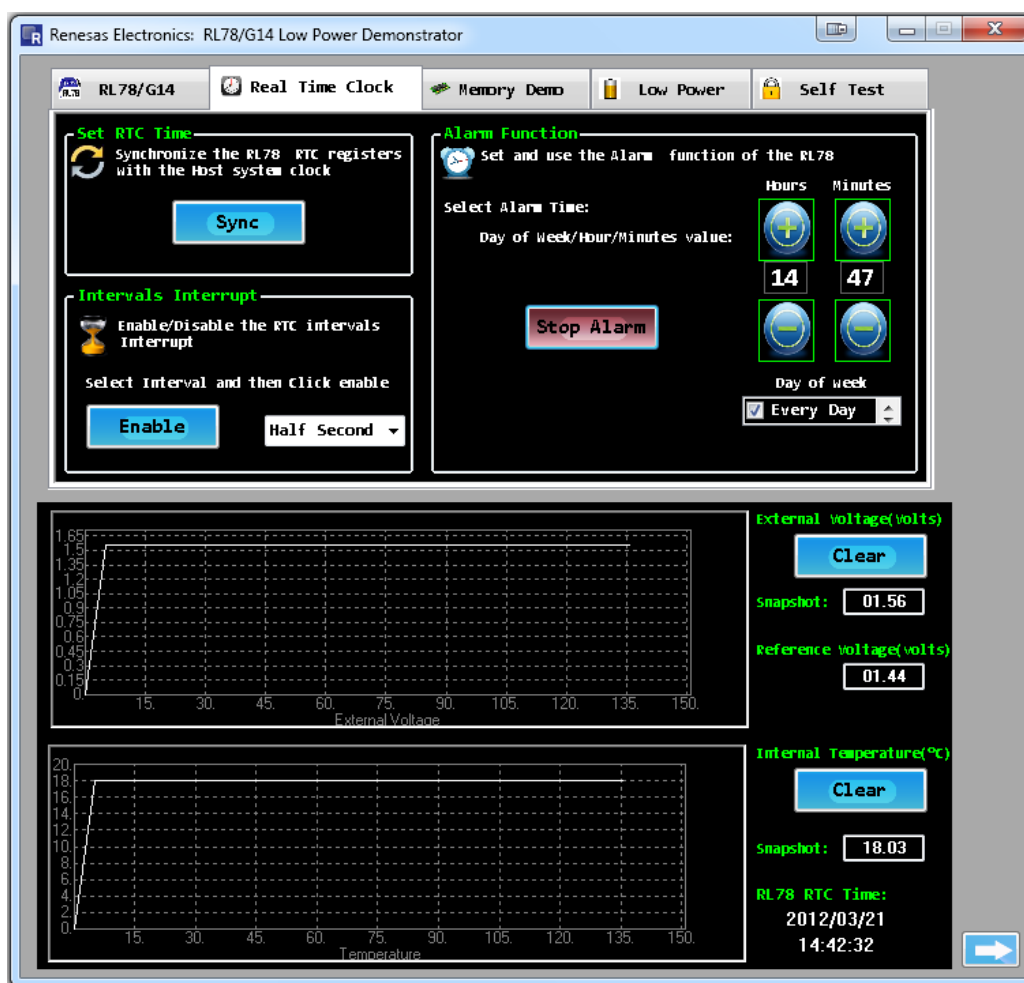 Renesas Electronics: RL78/G14 Low Power Demonstrator
RL78/G14
Real Time Clock
Memory Demo
Low Power
Self Test
Set RTC Time
Synchronize the RL78 RTC registers
with the Host system clock
Sync
Intervals Interrupt
Enable/Disable the RTC intervals
Interrupt
Select Interval and then Click enable
Enable
Half Second
Alarm Function
Set and use the Alarm function of the RL78
Hours Minutes
Select Alarm Time:
Day of Week/Hour/Minutes value:
14 47
Stop Alarm
Day of week
Every Day
1.65
1.5
1.35
1.2
1.05
0.9
0.75
0.6
0.45
0.3
0.15
0.
15. 30. 45. 60. 75. 90. 105. 120. 135. 150.
External Voltage
External Voltage(Volts)
Clear
Snapshot: 01.56
Reference Voltage(volts)
01.44
20.
18.
16.
14.
12.
10.
8.
6.
4.
2.
0.
15. 30. 45. 60. 75. 90. 105. 120. 135. 150.
Temperature
Internal Temperature(°C)
Clear
Snapshot: 18.03
RL78 RTC Time:
2012/03/21
14:42:32